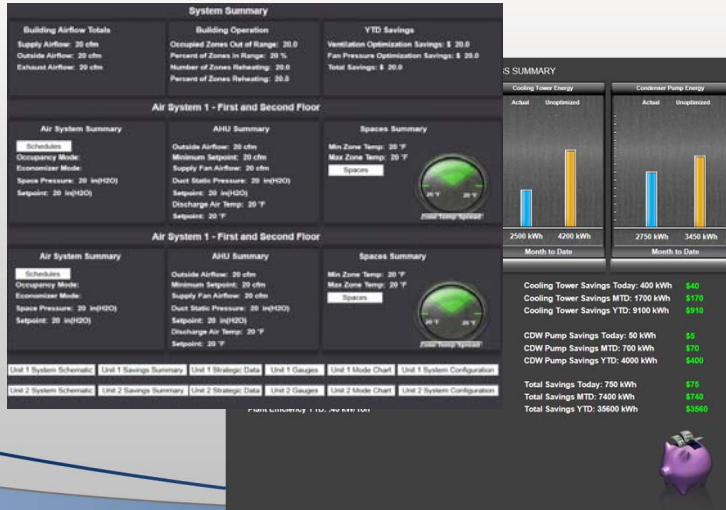 System Summary
Building Airflow Totals
Supply Airflow: 20 cfm
Outside Airflow: 20 cfm
Exhaust Airflow: 20 cfm
Building Operation
Occupied Zones Out of Range: 20.0
Percent of Zones in Range: 20 %
Number of Zones Reheating: 20.0
Percent of Zones Reheating: 20.0
YTD Savings
Ventilation Optimization Savings: $ 20.0
Fan Pressure Optimization Savings: $ 20.0
Total Savings: $ 20.0
Air System 1 - First and Second Floor
Air System Summary
Schedules
Occupancy Mode:
Economizer Mode:
Space Pressure: 20 in(H2O)
Setpoint: 20 in(H2O)
AHU Summary
Outside Airflow: 20 cfm
Minimum Setpoint: 20 cfm
Supply Fan Airflow: 20 cfm
Duct Static Pressure: 20 in(H2O)
Setpoint: 20 in(H2O)
Discharge Air Temp: 20 °F
Setpoint: 20 °F
Spaces Summary
Min Zone Temp: 20 °F
Max Zone Temp: 20 °F
Spaces
20 °F 20 °F
Zone Temp Spread
Air System 1 - First and Second Floor
Air System Summary
Schedules
Occupancy Mode:
Economizer Mode:
Space Pressure: 20 in(H2O)
Setpoint: 20 in(H2O)
AHU Summary
Outside Airflow: 20 cfm
Minimum Setpoint: 20 cfm
Supply Fan Airflow: 20 cfm
Duct Static Pressure: 20 in(H2O)
Setpoint: 20 in(H2O)
Discharge Air Temp: 20 °F
Setpoint: 20 °F
Spaces Summary
Min Zone Temp: 20 °F
Max Zone Temp: 20 °F
Spaces
20 °F 20 °F
Zone Temp Spread
Unit 1 System Schematic Unit 1 Savings Summary Unit 1 Strategic Data Unit 1 Gauges Unit 1 Mode Chart Unit 1 System Configuration
Unit 2 System Schematic Unit 2 Savings Summary Unit 2 Strategic Data Unit 2 Gauges Unit 2 Mode Chart Unit 2 System Configuration
SUMMARY
Cooling Tower Energy
Actual Unoptimized
2500 kWh 4200 kWh
Month to Date
Condenser Pump Energy
Actual Unoptimized
2750 kWh 3450 kWh
Month to Date
Cooling Tower Savings Today: 400 kWh $40
Cooling Tower Savings MTD: 1700 kWh $170
Cooling Tower Savings YTD: 9100 kWh $910
CDW Pump Savings Today: 50 kWh $5
CDW Pump Savings MTD: 700 kWh $70
CDW Pump Savings YTD: 4000 kWh $400
Total Savings Today: 750 kWh $75
Total Savings MTD: 7400 kWh $740
Total Savings YTD: 35600 kWh $3560